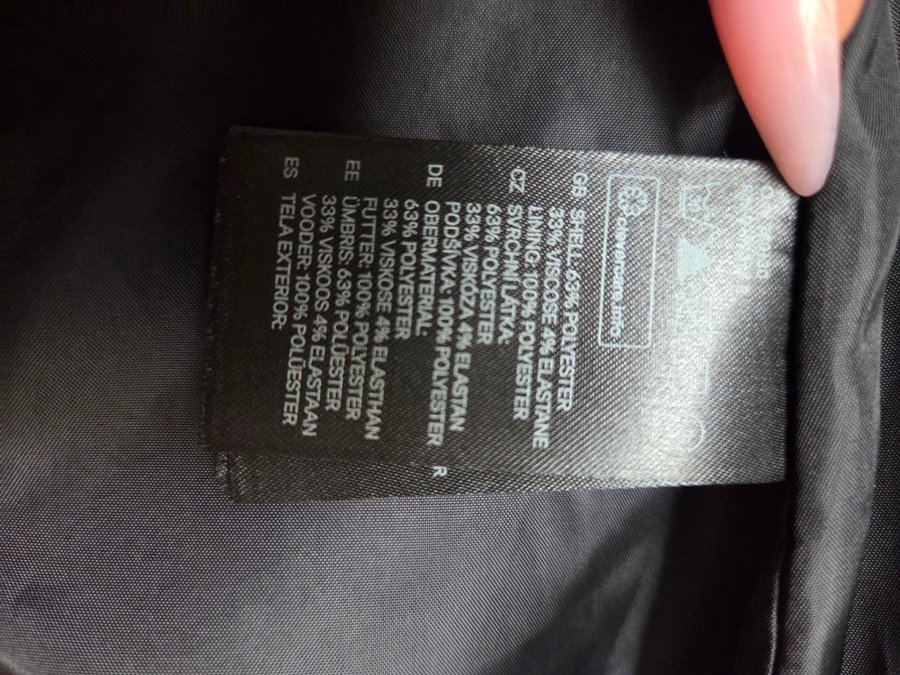 clevercare.info
GB SHELL: 63% POLYESTER
33% VISCOSE 4% ELASTANE
LINING: 100% POLYESTER
CZ SVRCHNÍ LÁTKA:
63% POLYESTER
33% VISKÓZA 4% ELASTAN
PODŠÍVKA: 100% POLYESTER
DE OBERMATERIAL:
63% POLYESTER
33% VISKOSE 4% ELASTHAN
FUTTER: 100% POLYESTER
EE ÜMBRIS: 63% POLÜESTER
33% VISKOOS 4% ELASTAAN
VOODER: 100% POLÜESTER
ES TELA EXTERIOR:
R